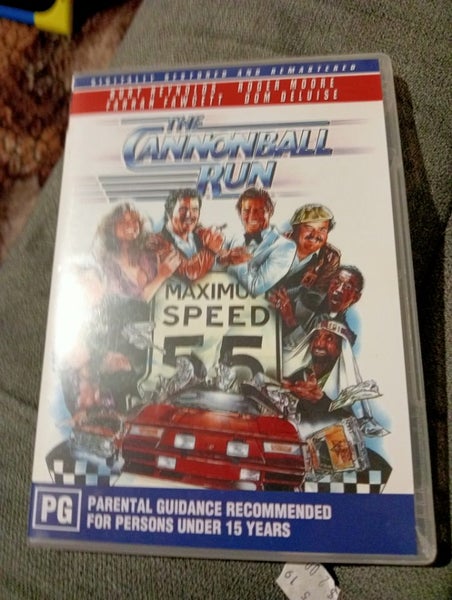 DIGITALLY RESTORED AND REMASTERED
BURT REYNOLDS ROGER MOORE
FARRAH FAWCETT DOM DELUISE
THE
CANNONBALL
RUN
MAXIMUM
SPEED
55
PG
PARENTAL GUIDANCE RECOMMENDED
FOR PERSONS UNDER 15 YEARS